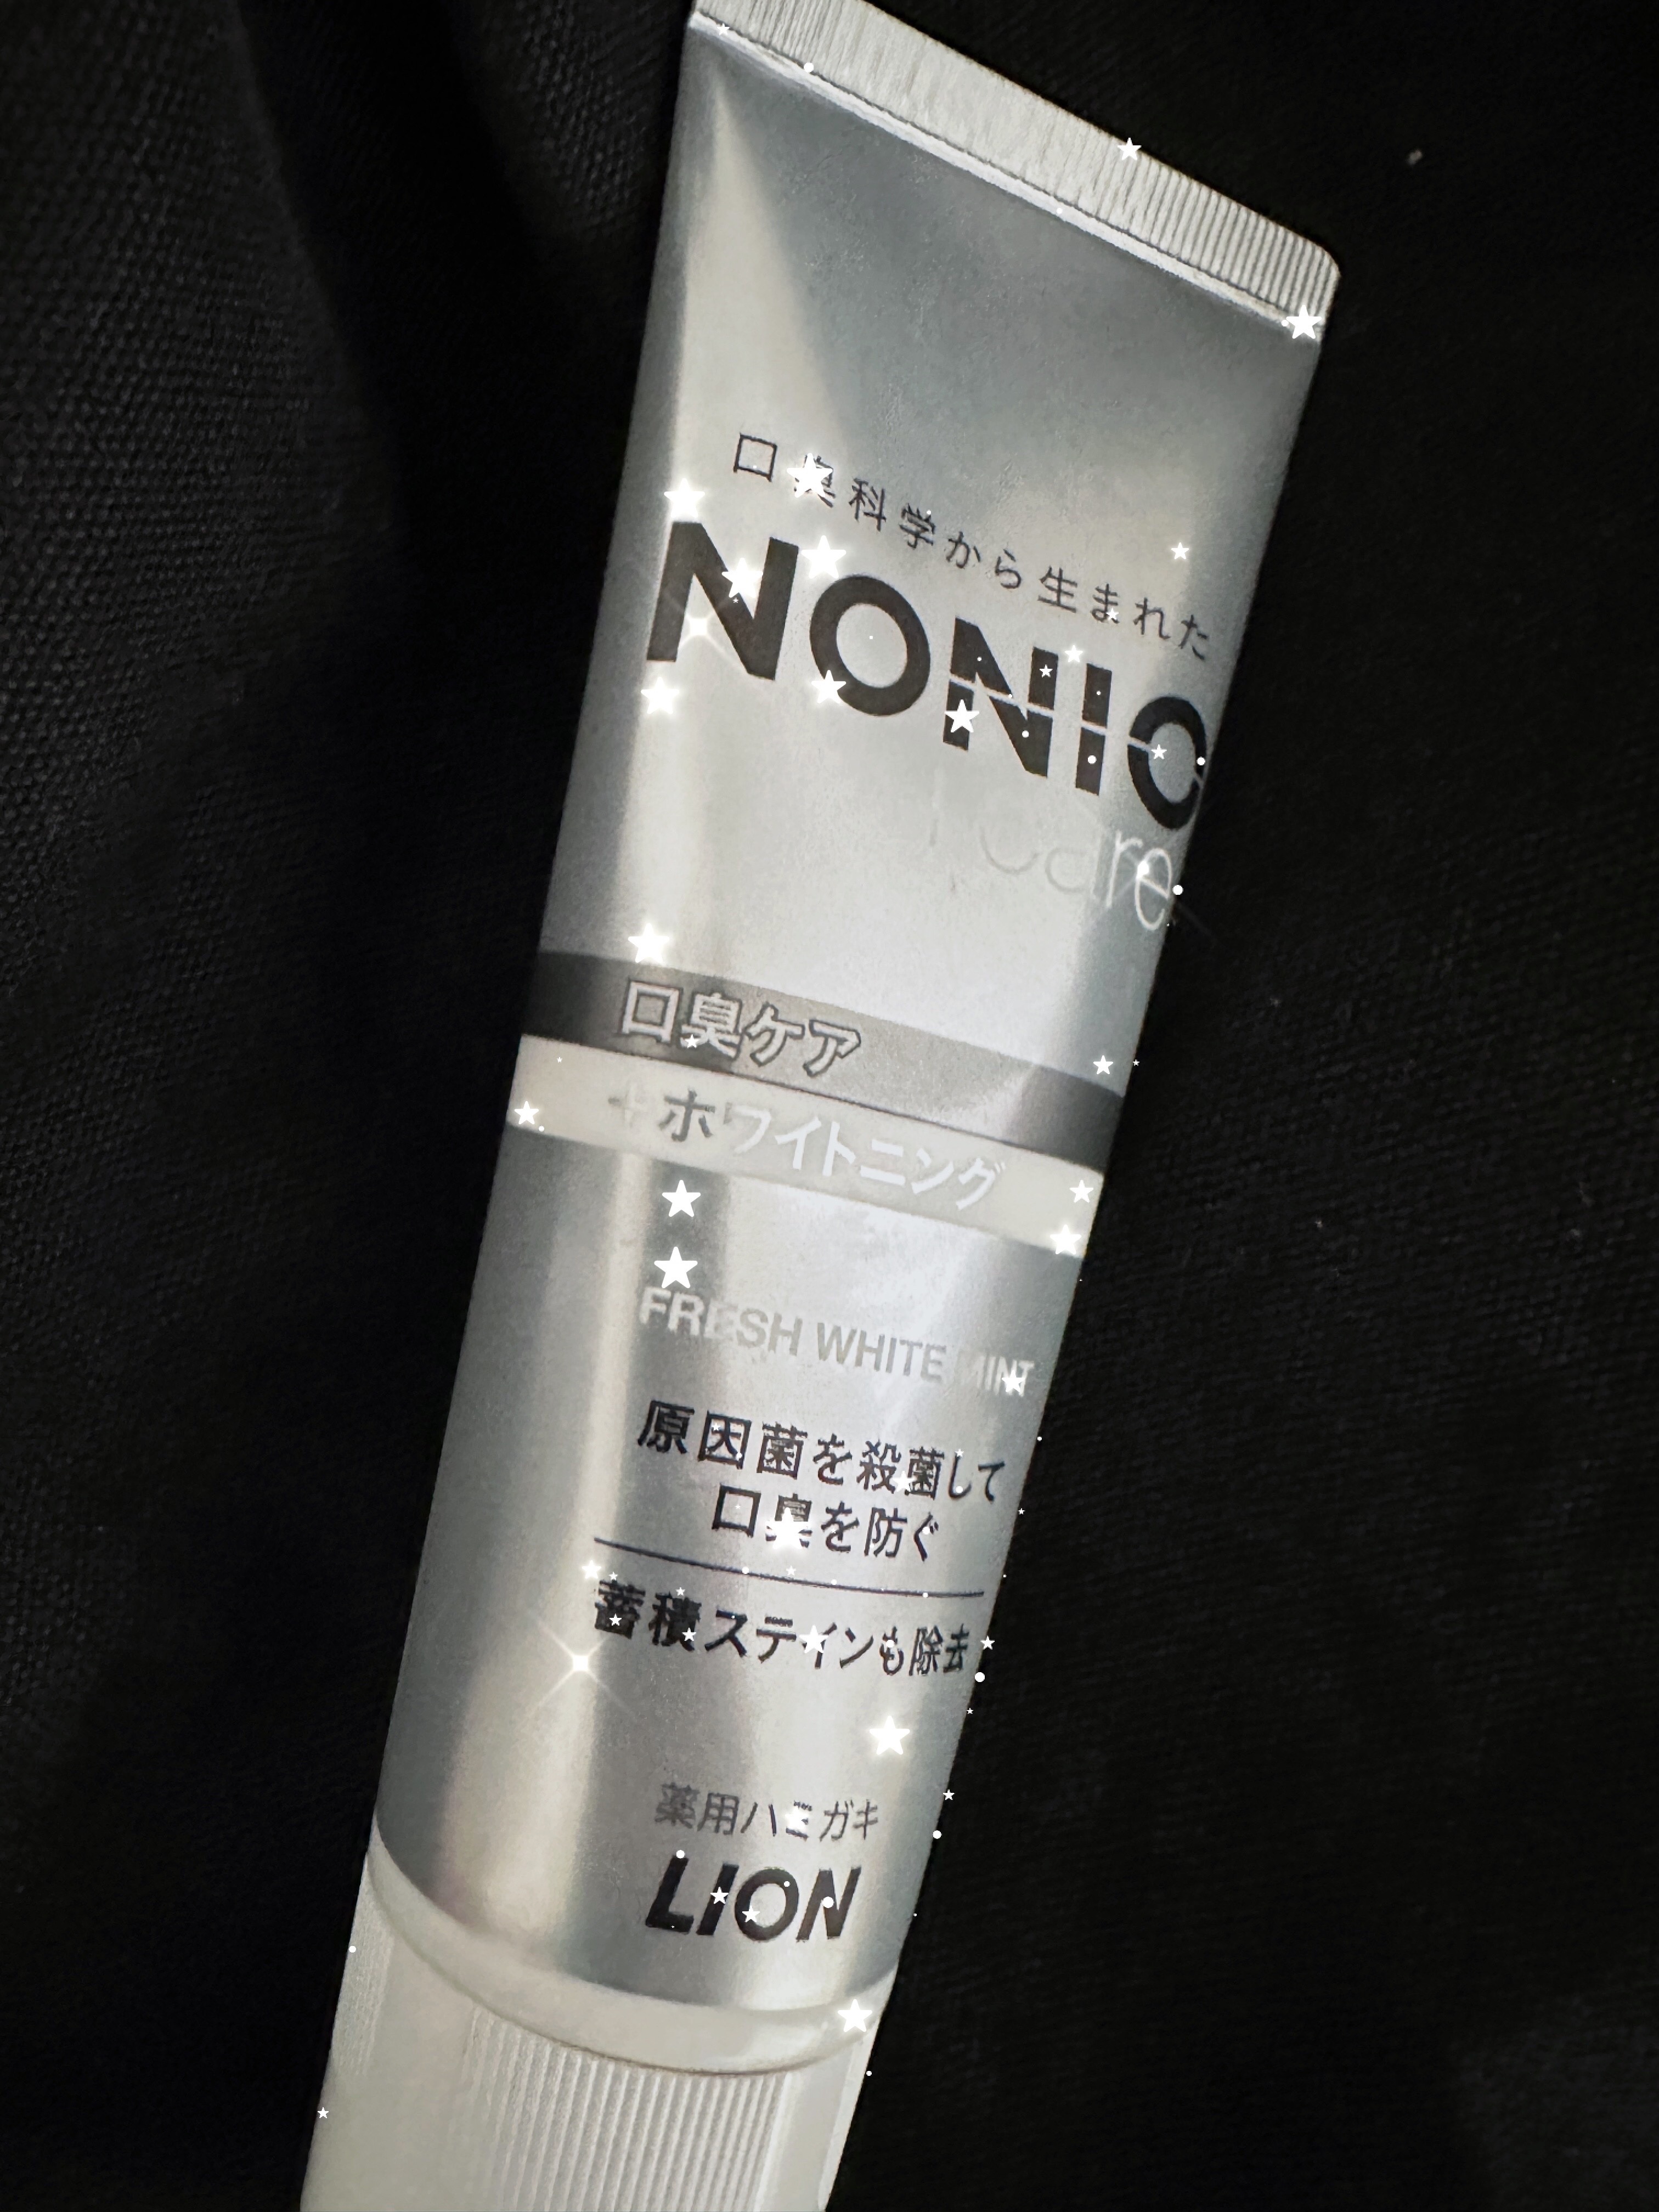 口臭科学から生まれた
NONIO
+Care
口臭ケア
+ホワイトニング
FRESH WHITE MINT
原因菌を殺菌して
口臭を防ぐ
蓄積ステインも除去
薬用ハミガキ
LION